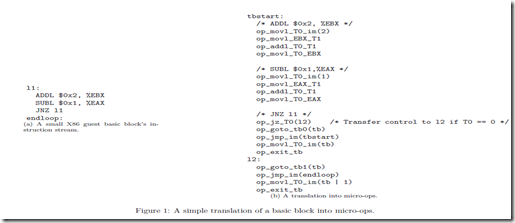 l1:
ADDL $0x2, %EBX
SUBL $0x1, %EAX
JNZ l1
endloop:
(a) A small X86 guest basic block's in-
struction stream.
tbstart:
/* ADDL $0x2, %EBX */
op_movl_T0_im(2)
op_movl_EBX_T1
op_addl_T0_T1
op_movl_T0_EBX
/* SUBL $0x1,%EAX */
op_movl_T0_im(1)
op_movl_EAX_T1
op_addl_T0_T1
op_movl_T0_EAX
/* JNZ l1 */
op_jz_T0(l2) /* Transfer control to l2 if T0 == 0 */
op_goto_tb0(tb)
op_jmp_im(tbstart)
op_movl_T0_im(tb)
op_exit_tb
l2:
op_goto_tb1(tb)
op_jmp_im(endloop)
op_movl_T0_im(tb | 1)
op_exit_tb
(b) A translation into micro-ops.
Figure 1: A simple translation of a basic block into micro-ops.